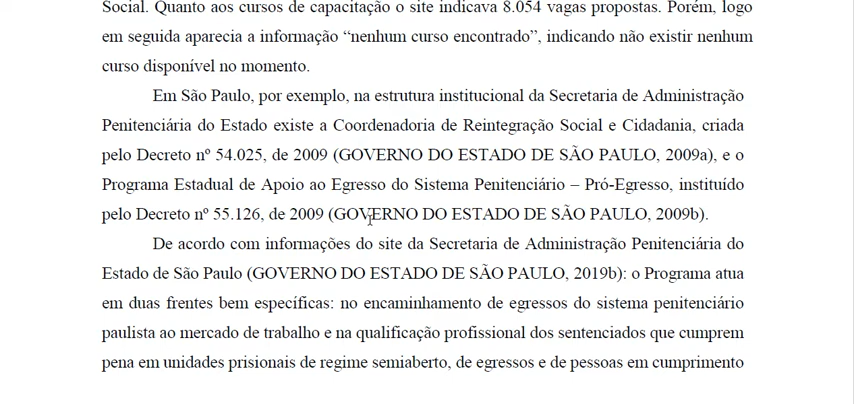 Social. Quanto aos cursos de capacitação o site indicava 8.054 vagas propostas. Porém, logo
em seguida aparecia a informação “nenhum curso encontrado”, indicando não existir nenhum
curso disponível no momento.
Em São Paulo, por exemplo, na estrutura institucional da Secretaria de Administração
Penitenciária do Estado existe a Coordenadoria de Reintegração Social e Cidadania, criada
pelo Decreto nº 54.025, de 2009 (GOVERNO DO ESTADO DE SÃO PAULO, 2009a), e o
Programa Estadual de Apoio ao Egresso do Sistema Penitenciário – Pró-Egresso, instituído
pelo Decreto nº 55.126, de 2009 (GOVERNO DO ESTADO DE SÃO PAULO, 2009b).
De acordo com informações do site da Secretaria de Administração Penitenciária do
Estado de São Paulo (GOVERNO DO ESTADO DE SÃO PAULO, 2019b): o Programa atua
em duas frentes bem específicas: no encaminhamento de egressos do sistema penitenciário
paulista ao mercado de trabalho e na qualificação profissional dos sentenciados que cumprem
pena em unidades prisionais de regime semiaberto, de egressos e de pessoas em cumprimento